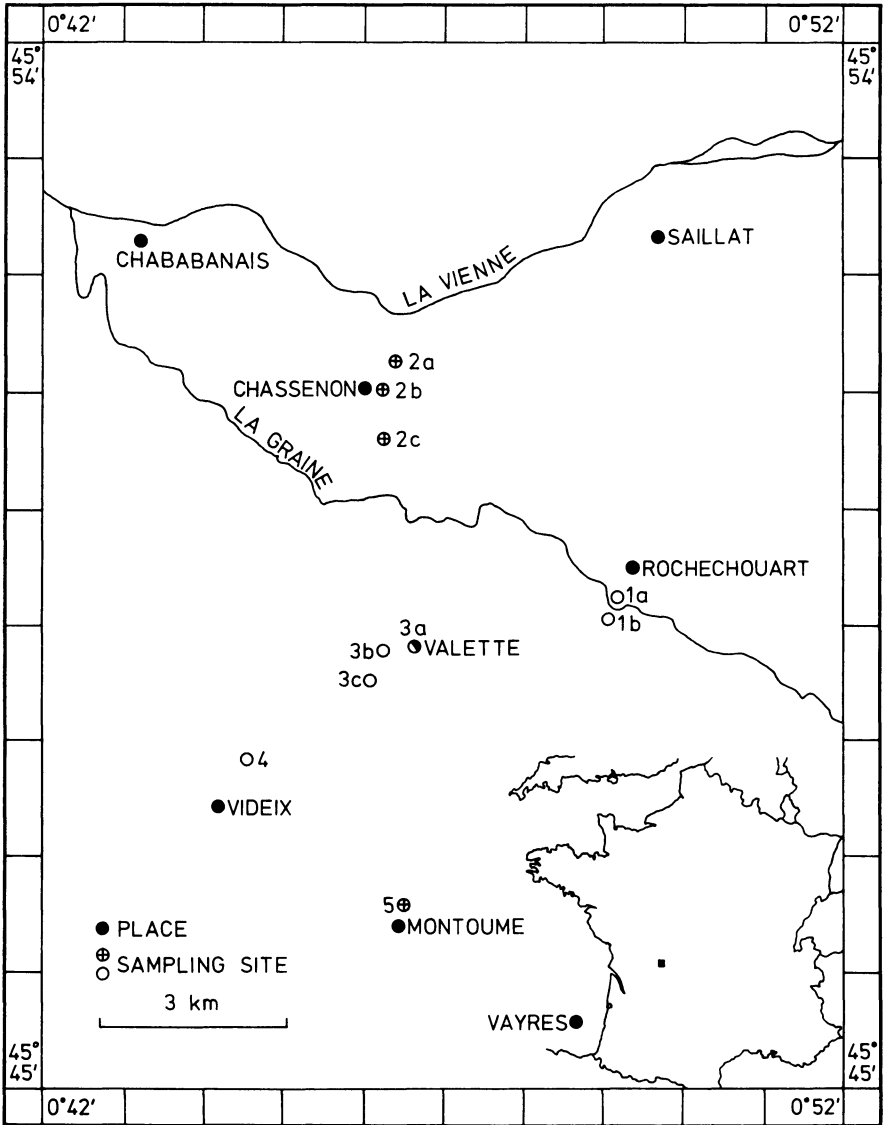 0°42'
0°52'
45°
54'
45°
54'
CHABABANAIS
SAILLAT
LA VIENNE
2a
CHASSENON
2b
2c
LA GRAINE
ROCHECHOUART
1a
1b
3a
3b
VALETTE
3c
4
VIDEIX
5
MONTOUME
PLACE
SAMPLING SITE
3 km
VAYRES
45°
45'
45°
45'
0°42'
0°52'